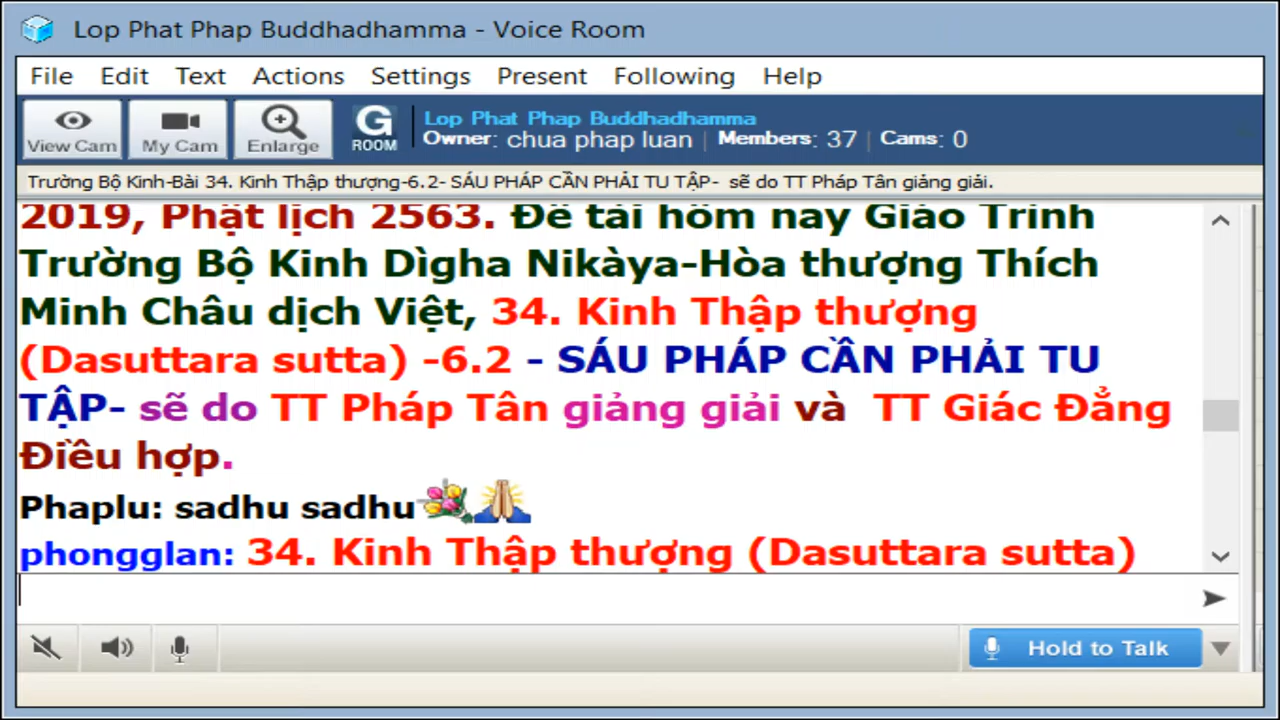 Lop Phat Phap Buddhadhamma - Voice Room
File Edit Text Actions Settings Present Following Help
View Cam My Cam Enlarge G ROOM
Lop Phat Phap Buddhadhamma
Owner: chua phap luan | Members: 37 | Cams: 0
Trường Bộ Kinh-Bài 34. Kinh Thập thượng-6.2- SÁU PHÁP CẦN PHẢI TU TẬP- sẽ do TT Pháp Tân giảng giải.
2019, Phật lịch 2563. Đề tài hôm nay Giáo Trình
Trường Bộ Kinh Dìgha Nikàya-Hòa thượng Thích
Minh Châu dịch Việt, 34. Kinh Thập thượng
(Dasuttara sutta) -6.2 - SÁU PHÁP CẦN PHẢI TU
TẬP- sẽ do TT Pháp Tân giảng giải và TT Giác Đẳng
Điều hợp.
Phaplu: sadhu sadhu
phongglan: 34. Kinh Thập thượng (Dasuttara sutta)
Hold to Talk